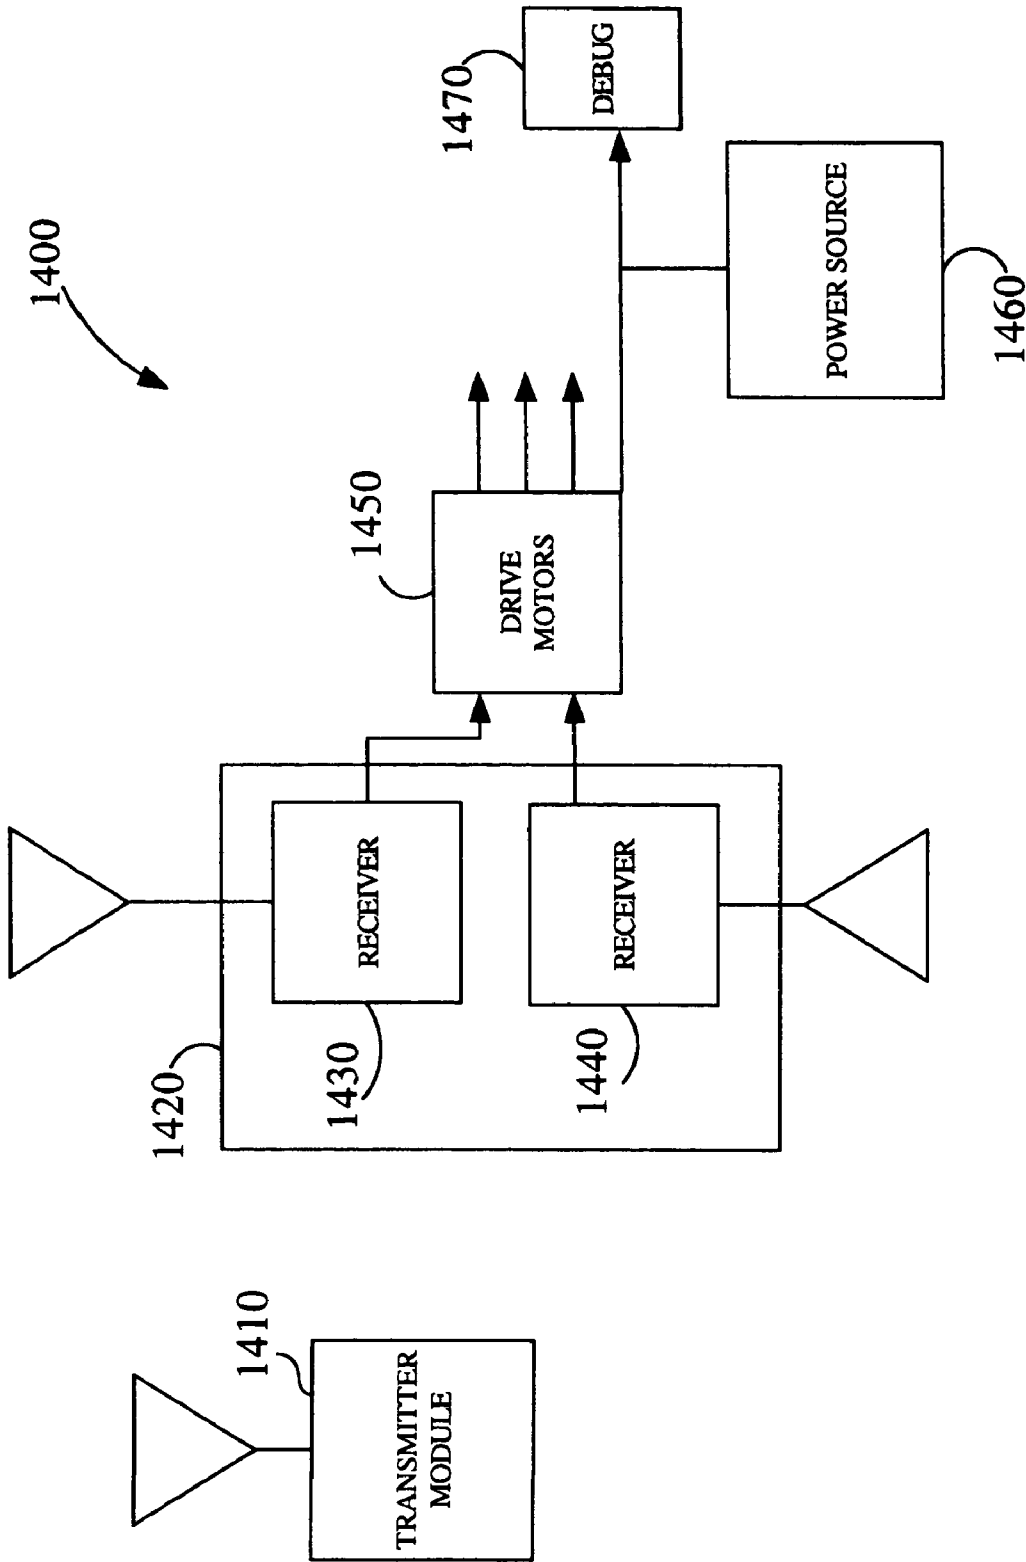 1400
1410
TRANSMITTER
MODULE
1420
1430
RECEIVER
1440
RECEIVER
1450
DRIVE
MOTORS
1460
POWER SOURCE
1470
DEBUG